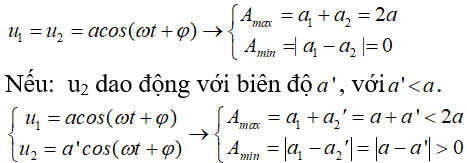 u₁ = u₂ = acos(ωt + φ) → { A_max = a₁ + a₂ = 2a
A_min =| a₁ - a₂ |= 0
Nếu: u₂ dao động với biên độ a', với a' < a.
{ u₁ = acos(ωt + φ)
u₂ = a'cos(ωt + φ) → { A_max = a₁ + a₂' = a + a' < 2a
A_min = |a₁ - a₂'| = |a - a'| > 0